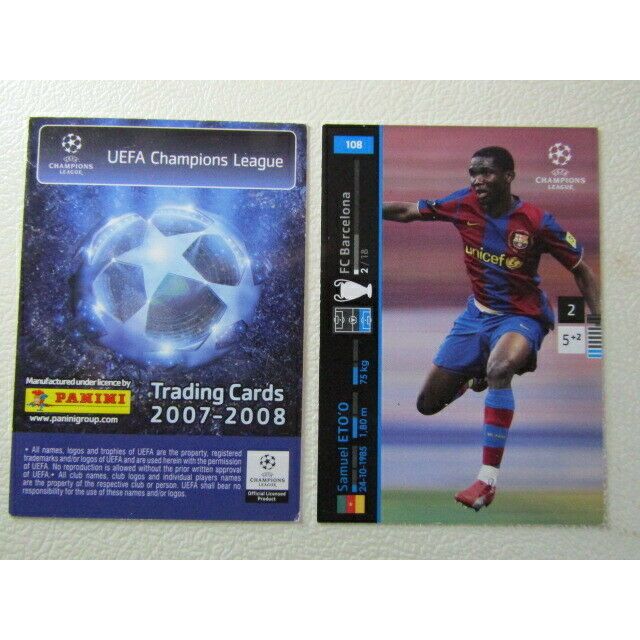 UEFA Champions League
CHAMPIONS
LEAGUE
Manufactured under licence by
PANINI
www.paninigroup.com
Trading Cards
2007-2008
• All names, logos and trophies of UEFA are the property, registered
trademarks and/or logos of UEFA and are used herein with the permission
of UEFA. No reproduction is allowed without the prior written approval
of UEFA.• All club names, club logos and individual players names
are the property of the respective club or person. UEFA shall bear no
responsibility for the use of these names and/or logos.
CHAMPIONS
LEAGUE
Official Licensed
Product
108
FC Barcelona
2 / 18
75 kg
Samuel ETO'O
24-10-1985 1,80 m
CHAMPIONS
LEAGUE
unicef
2
5 +2